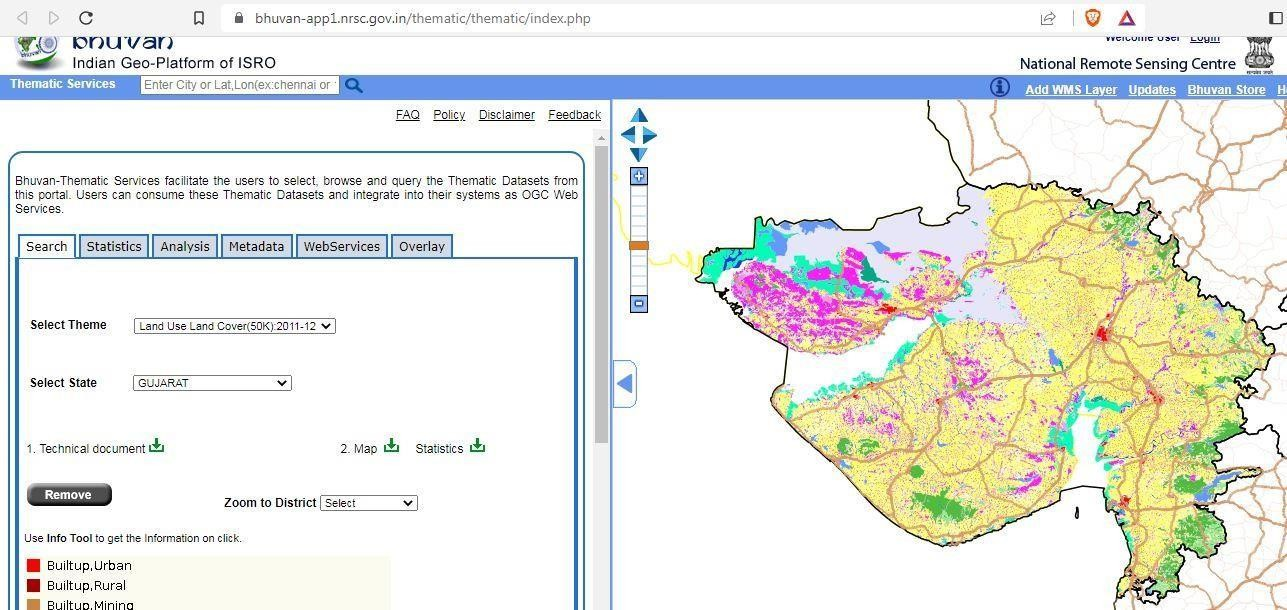 bhuvan-app1.nrsc.gov.in/thematic/thematic/index.php
bhuvan
Indian Geo-Platform of ISRO
Welcome User Login
National Remote Sensing Centre
Thematic Services
Enter City or Lat,Lon(ex:chennai or
Add WMS Layer Updates Bhuvan Store
FAQ Policy Disclaimer Feedback
Bhuvan-Thematic Services facilitate the users to select, browse and query the Thematic Datasets from
this portal. Users can consume these Thematic Datasets and integrate into their systems as OGC Web
Services.
Search Statistics Analysis Metadata WebServices Overlay
Select Theme Land Use Land Cover(50K):2011-12
Select State GUJARAT
1. Technical document 2. Map Statistics
Remove
Zoom to District Select
Use Info Tool to get the Information on click.
Builtup,Urban
Builtup,Rural
Builtup,Mining